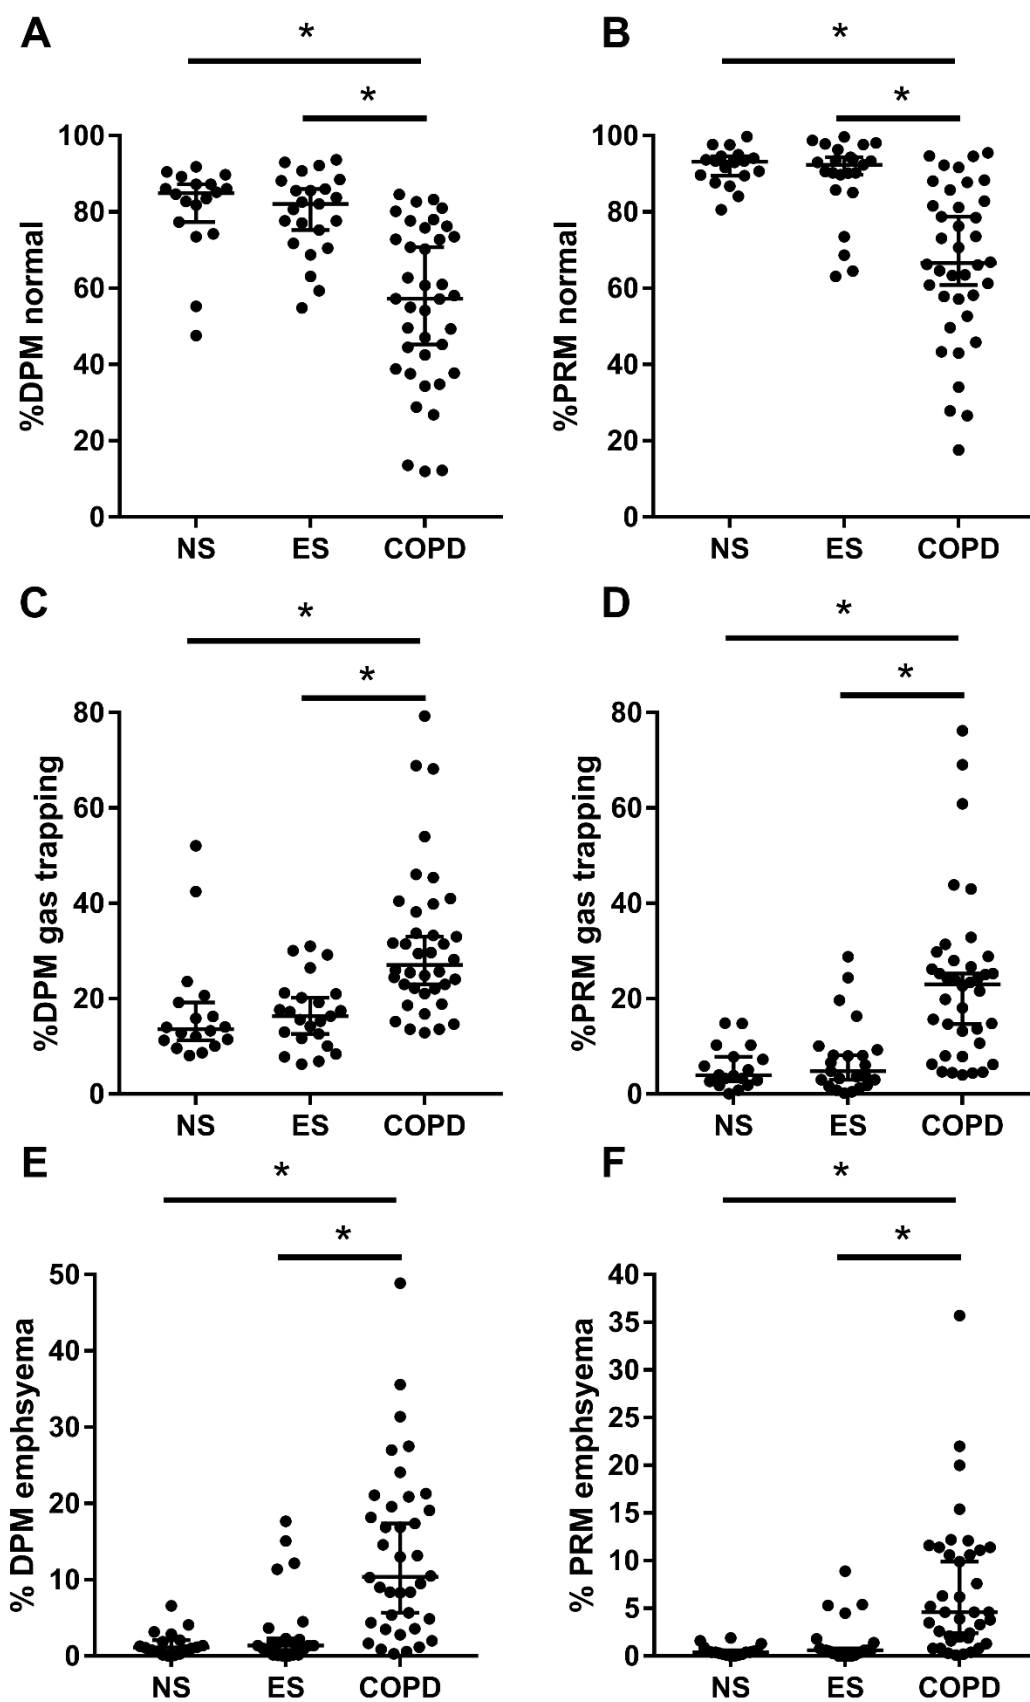 A
*
*
%DPM normal
100
80
60
40
20
0
NS ES COPD
B
*
*
%PRM normal
100
80
60
40
20
0
NS ES COPD
C
*
*
%DPM gas trapping
80
60
40
20
0
NS ES COPD
D
*
*
%PRM gas trapping
80
60
40
20
0
NS ES COPD
E
*
*
% DPM emphsyema
50
40
30
20
10
0
NS ES COPD
F
*
*
% PRM emphsyema
40
35
30
25
20
15
10
5
0
NS ES COPD